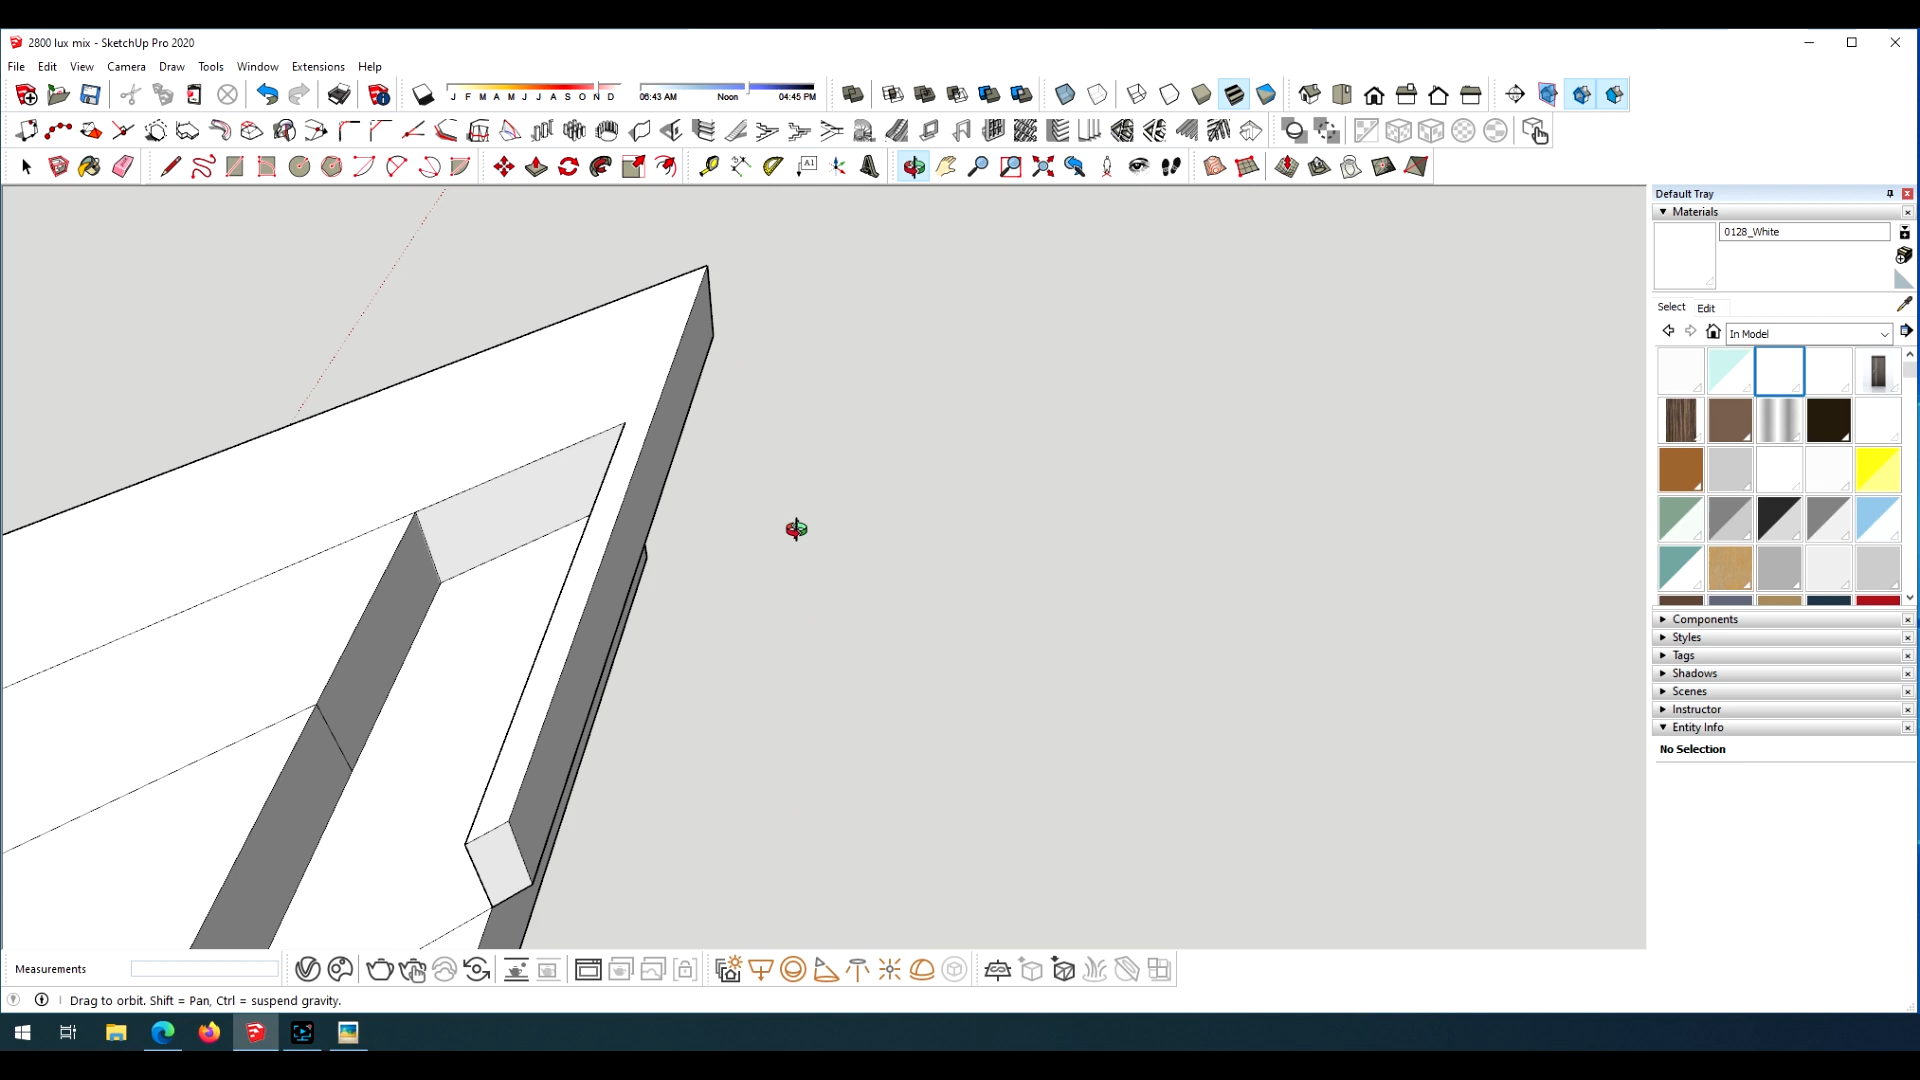 2800 lux mix - SketchUp Pro 2020
File Edit View Camera Draw Tools Window Extensions Help
J F M A M J J A S O N D
06:43 AM Noon 04:45 PM
A1
Default Tray
Materials
0128_White
Select Edit
In Model
Components
Styles
Tags
Shadows
Scenes
Instructor
Entity Info
No Selection
Measurements
Drag to orbit. Shift = Pan, Ctrl = suspend gravity.